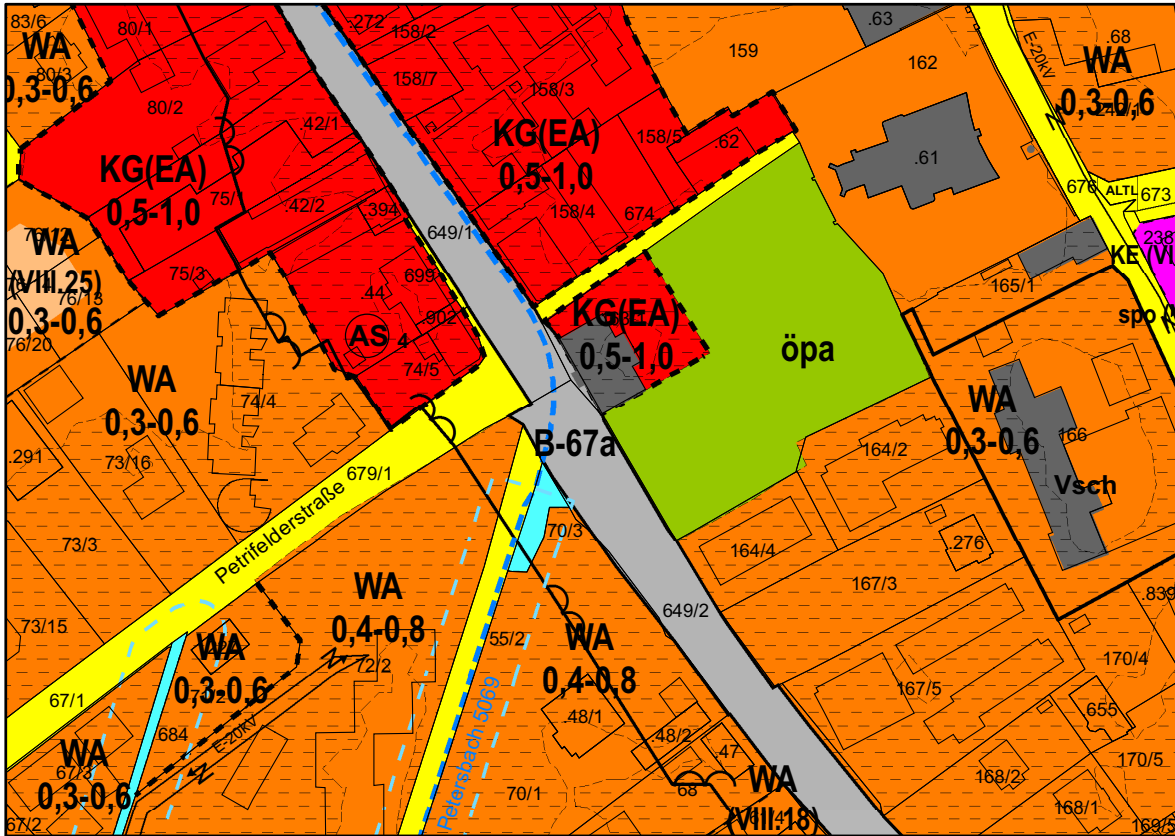 83/6
80/1
.272
158/2
.63
.68
WA
80/3
0,3-0,6
159
162
E-20kV
WA
0,3-0,6
158/7
158/3
80/2
.42/1
KG(EA)
0,5-1,0
158/5
.62
.61
KG(EA)
0,5-1,0
75/
.42/2
.394
158/4
674
676
ALTL
673
649/1
WA
(VIII.25)
0,3-0,6
76/13
75/3
699
.44
.902
KE (VI
165/1
spo
KG(EA)
0,5-1,0
AS 4
öpa
76/20
74/5
WA
0,3-0,6
74/4
WA
0,3-0,6
166
B-67a
164/2
.291
73/16
679/1
Vsch
Petrifelderstraße
70/3
73/3
164/4
.276
167/3
WA
0,4-0,8
649/2
.839
73/15
55/2
WA
0,4-0,8
WA
0,3-0,6
72/2
170/4
67/1
167/5
655
684
E-20kV
Petersbach 5069
.48/1
.48/2
.47
WA
67/3
0,3-0,6
170/5
70/1
68
WA
(VIII.18)
168/2
168/1
67/2